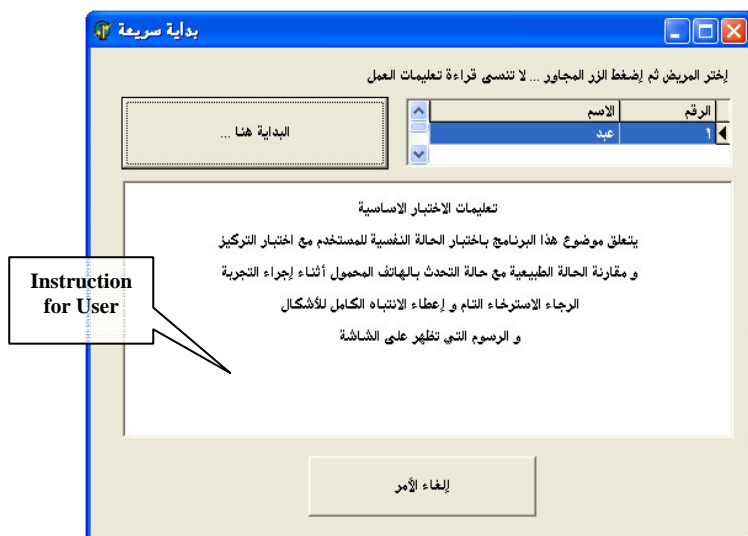 بداية سريعة
إختر المريض ثم إضغط الزر المجاور ... لا تنسى قراءة تعليمات العمل
الرقم الاسم
١ عبد
البداية هنا ...
تعليمات الاختبار الاساسية
يتعلق موضوع هذا البرنامج باختبار الحالة النفسية للمستخدم مع اختبار التركيز
و مقارنة الحالة الطبيعية مع حالة التحدث بالهاتف المحمول أثناء إجراء التجربة
الرجاء الاسترخاء التام و إعطاء الانتباه الكامل للأشكال
و الرسوم التي تظهر على الشاشة
Instruction
for User
إلغاء الأمر